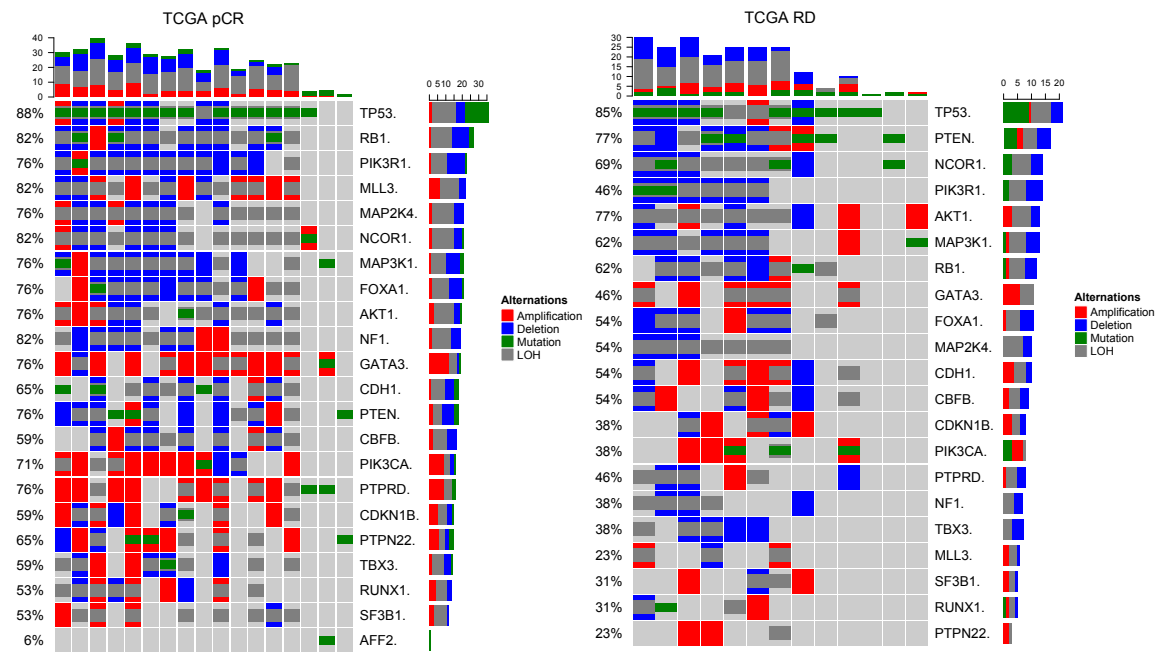 TCGA pCR
40
30
20
10
0
0 5 10 20 30
88% TP53.
82% RB1.
76% PIK3R1.
82% MLL3.
76% MAP2K4.
82% NCOR1.
76% MAP3K1.
76% FOXA1.
76% AKT1.
82% NF1.
76% GATA3.
65% CDH1.
76% PTEN.
59% CBFB.
71% PIK3CA.
76% PTPRD.
59% CDKN1B.
65% PTPN22.
59% TBX3.
53% RUNX1.
53% SF3B1.
6% AFF2.
Alternations
Amplification
Deletion
Mutation
LOH
TCGA RD
30
25
20
15
10
5
0
0 5 10 15 20
85% TP53.
77% PTEN.
69% NCOR1.
46% PIK3R1.
77% AKT1.
62% MAP3K1.
62% RB1.
46% GATA3.
54% FOXA1.
54% MAP2K4.
54% CDH1.
54% CBFB.
38% CDKN1B.
38% PIK3CA.
46% PTPRD.
38% NF1.
38% TBX3.
23% MLL3.
31% SF3B1.
31% RUNX1.
23% PTPN22.
Alternations
Amplification
Deletion
Mutation
LOH